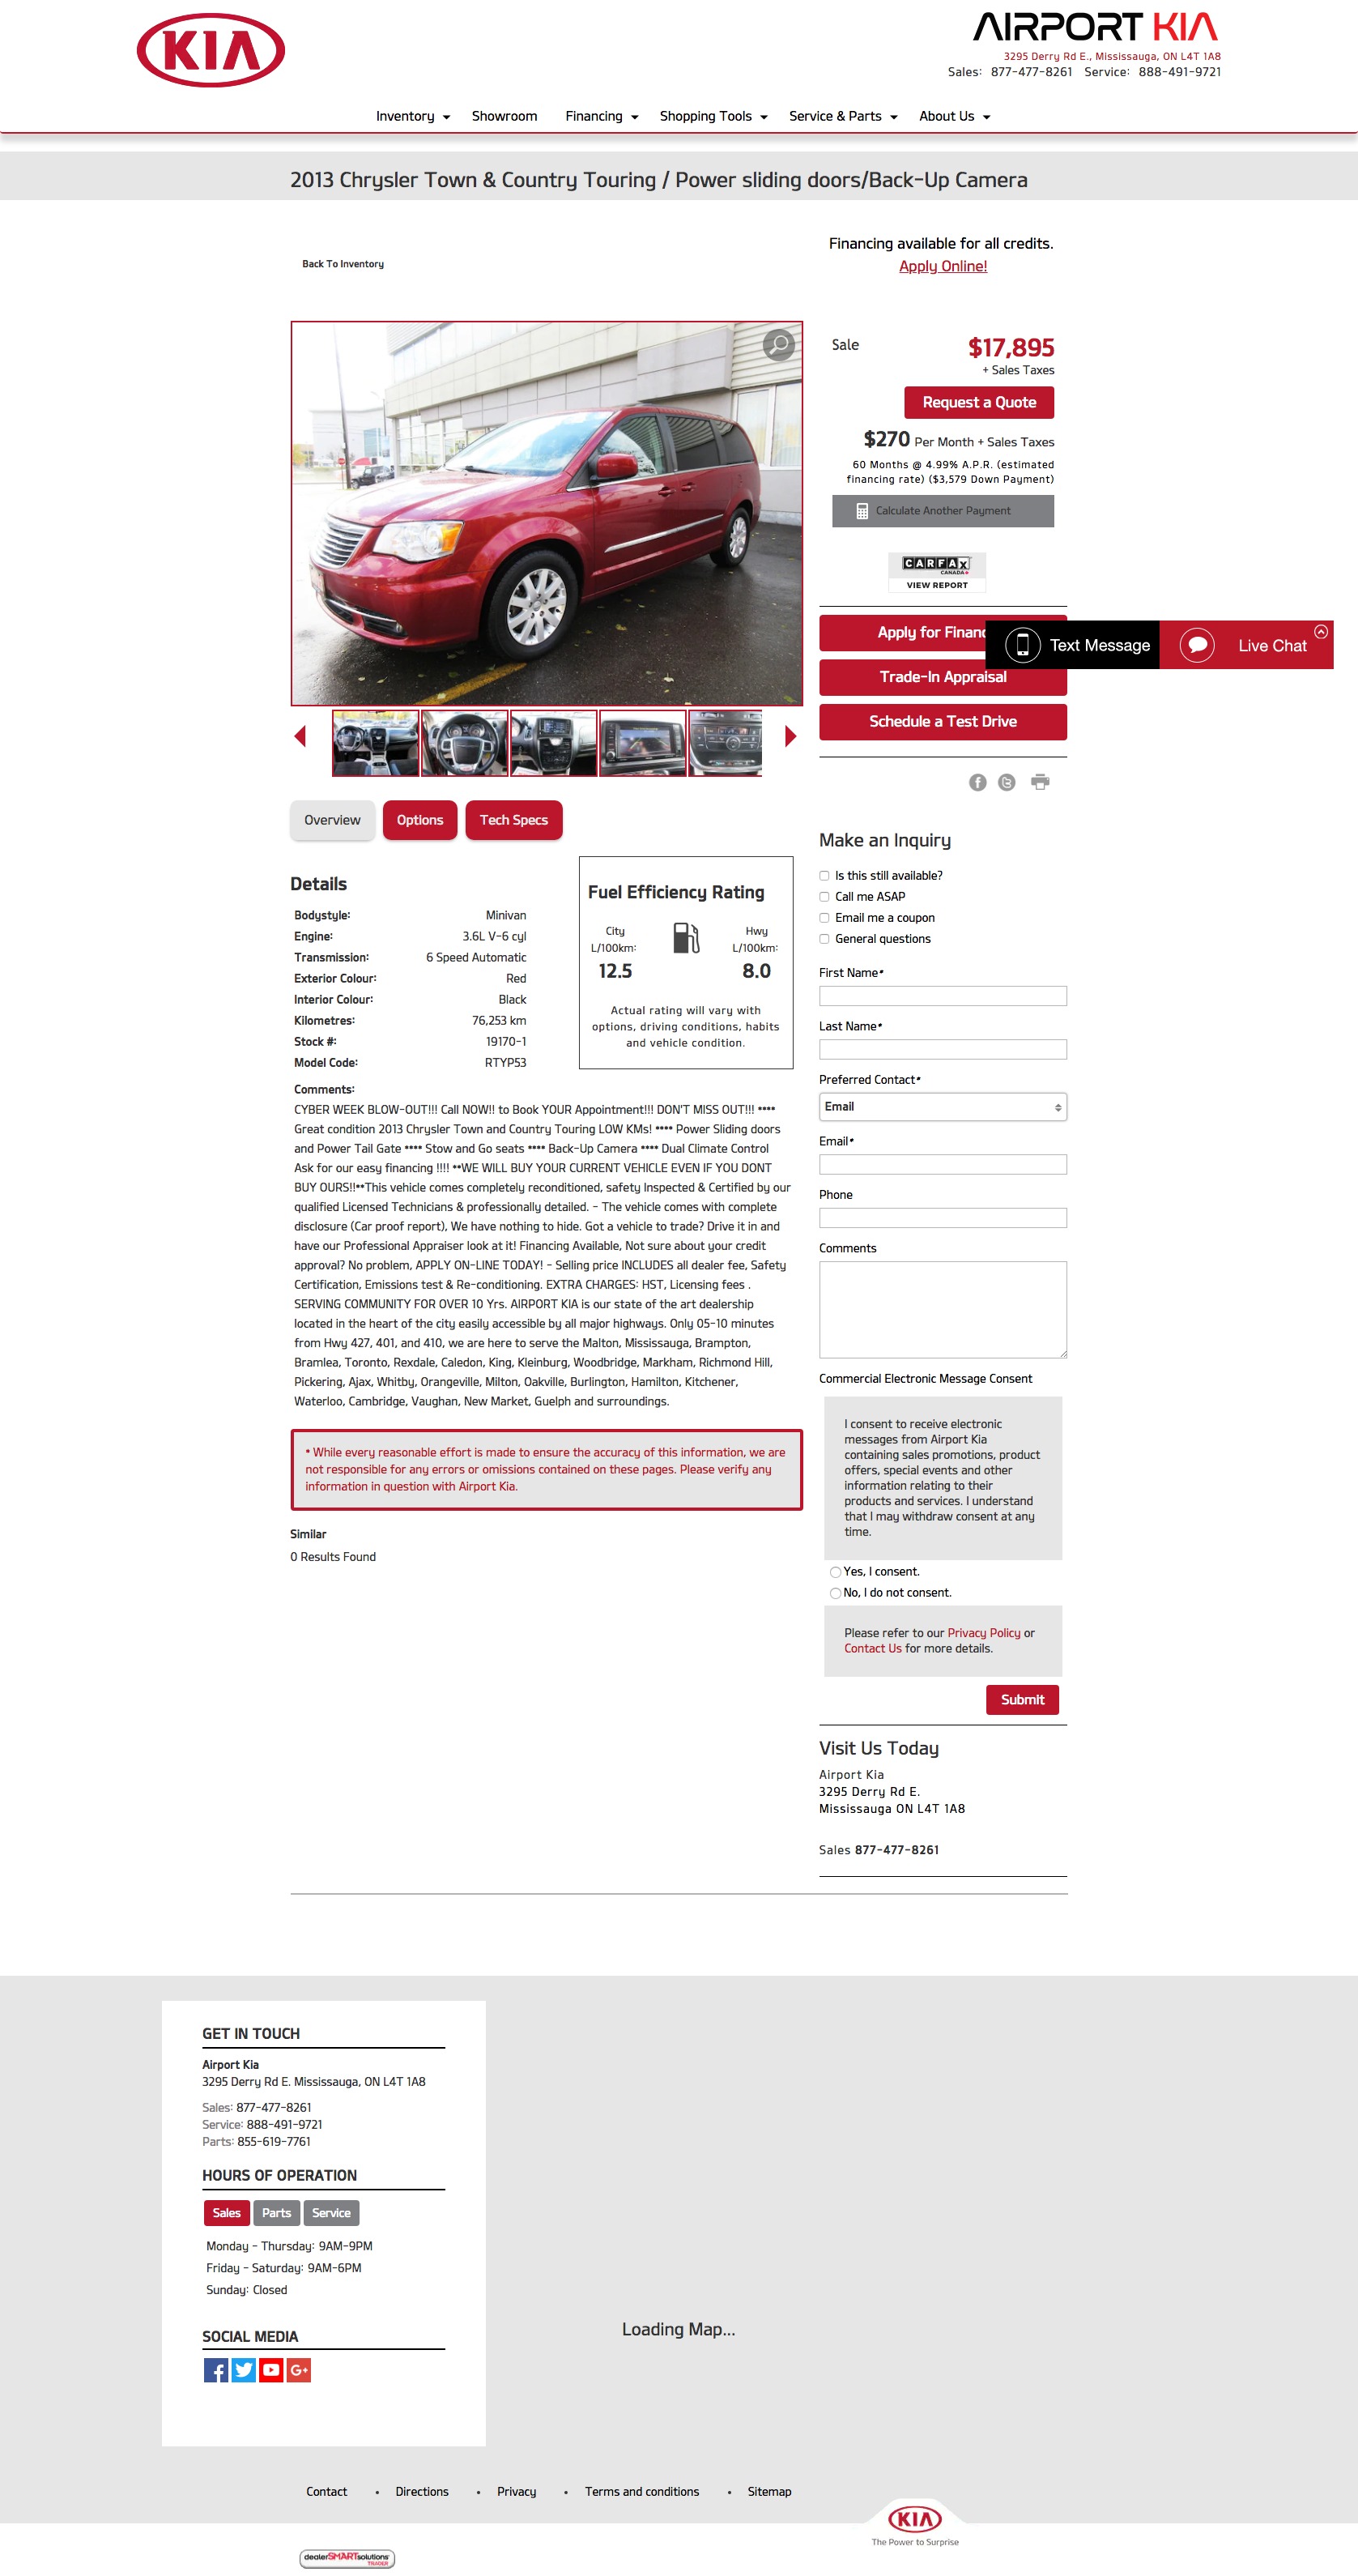 KIA
AIRPORT KIA
3295 Derry Rd E., Mississauga, ON L4T 1A8
Sales: 877-477-8261 Service: 888-491-9721
Inventory Showroom Financing Shopping Tools Service & Parts About Us
2013 Chrysler Town & Country Touring / Power sliding doors/Back-Up Camera
Back To Inventory
Financing available for all credits.
Apply Online!
Sale $17,895
+ Sales Taxes
Request a Quote
$270 Per Month + Sales Taxes
60 Months @ 4.99% A.P.R. (estimated
financing rate) ($3,579 Down Payment)
Calculate Another Payment
CARFAX
CANADA
VIEW REPORT
Apply for Financ
Text Message
Live Chat
Trade-In Appraisal
Schedule a Test Drive
Overview Options Tech Specs
Details
Bodystyle: Minivan
Engine: 3.6L V-6 cyl
Transmission: 6 Speed Automatic
Exterior Colour: Red
Interior Colour: Black
Kilometres: 76,253 km
Stock #: 19170-1
Model Code: RTYP53
Fuel Efficiency Rating
City Hwy
L/100km: L/100km:
12.5 8.0
Actual rating will vary with
options, driving conditions, habits
and vehicle condition.
Comments:
CYBER WEEK BLOW-OUT!!! Call NOW!! to Book YOUR Appointment!!! DON'T MISS OUT!!! ****
Great condition 2013 Chrysler Town and Country Touring LOW KMs! **** Power Sliding doors
and Power Tail Gate **** Stow and Go seats **** Back-Up Camera **** Dual Climate Control
Ask for our easy financing !!!! **WE WILL BUY YOUR CURRENT VEHICLE EVEN IF YOU DONT
BUY OURS!!**This vehicle comes completely reconditioned, safety Inspected & Certified by our
qualified Licensed Technicians & professionally detailed. - The vehicle comes with complete
disclosure (Car proof report), We have nothing to hide. Got a vehicle to trade? Drive it in and
have our Professional Appraiser look at it! Financing Available, Not sure about your credit
approval? No problem, APPLY ON-LINE TODAY! - Selling price INCLUDES all dealer fee, Safety
Certification, Emissions test & Re-conditioning. EXTRA CHARGES: HST, Licensing fees .
SERVING COMMUNITY FOR OVER 10 Yrs. AIRPORT KIA is our state of the art dealership
located in the heart of the city easily accessible by all major highways. Only 05-10 minutes
from Hwy 427, 401, and 410, we are here to serve the Malton, Mississauga, Brampton,
Bramlea, Toronto, Rexdale, Caledon, King, Kleinburg, Woodbridge, Markham, Richmond Hill,
Pickering, Ajax, Whitby, Orangeville, Milton, Oakville, Burlington, Hamilton, Kitchener,
Waterloo, Cambridge, Vaughan, New Market, Guelph and surroundings.
* While every reasonable effort is made to ensure the accuracy of this information, we are
not responsible for any errors or omissions contained on these pages. Please verify any
information in question with Airport Kia.
Similar
0 Results Found
Make an Inquiry
Is this still available?
Call me ASAP
Email me a coupon
General questions
First Name*
Last Name*
Preferred Contact*
Email
Email*
Phone
Comments
Commercial Electronic Message Consent
I consent to receive electronic
messages from Airport Kia
containing sales promotions, product
offers, special events and other
information relating to their
products and services. I understand
that I may withdraw consent at any
time.
Yes, I consent.
No, I do not consent.
Please refer to our Privacy Policy or
Contact Us for more details.
Submit
Visit Us Today
Airport Kia
3295 Derry Rd E.
Mississauga ON L4T 1A8
Sales 877-477-8261
GET IN TOUCH
Airport Kia
3295 Derry Rd E. Mississauga, ON L4T 1A8
Sales: 877-477-8261
Service: 888-491-9721
Parts: 855-619-7761
HOURS OF OPERATION
Sales Parts Service
Monday - Thursday: 9AM-9PM
Friday - Saturday: 9AM-6PM
Sunday: Closed
SOCIAL MEDIA
G+
Loading Map...
Contact • Directions • Privacy • Terms and conditions • Sitemap
KIA
The Power to Surprise
dealerSMARTsolutions
TRADER